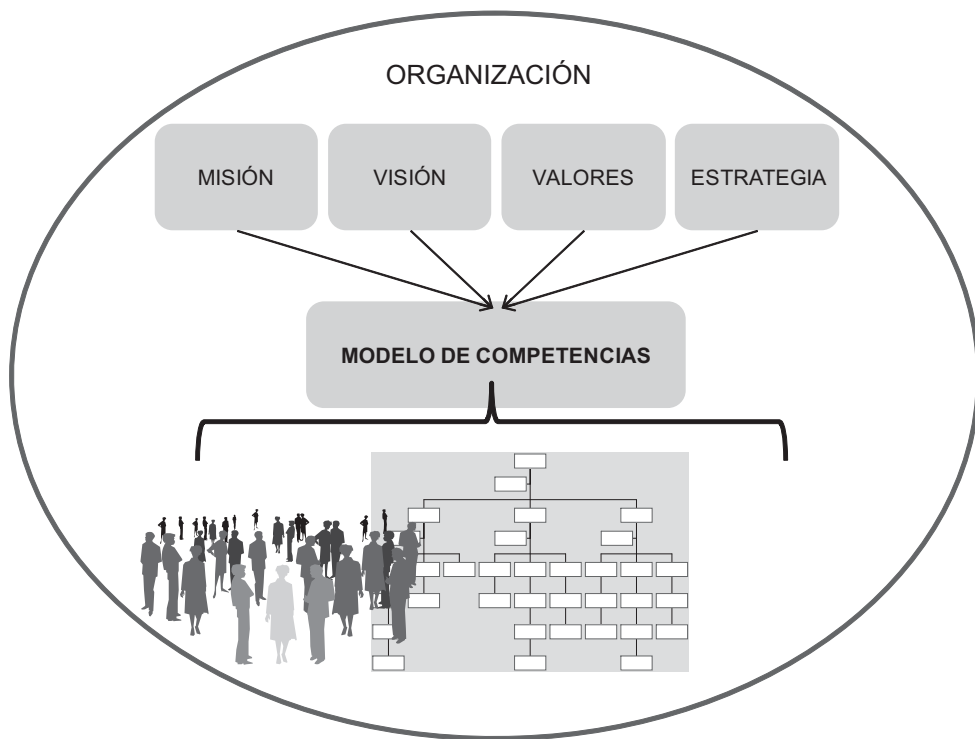 ORGANIZACIÓN
MISIÓN
VISIÓN
VALORES
ESTRATEGIA
MODELO DE COMPETENCIAS